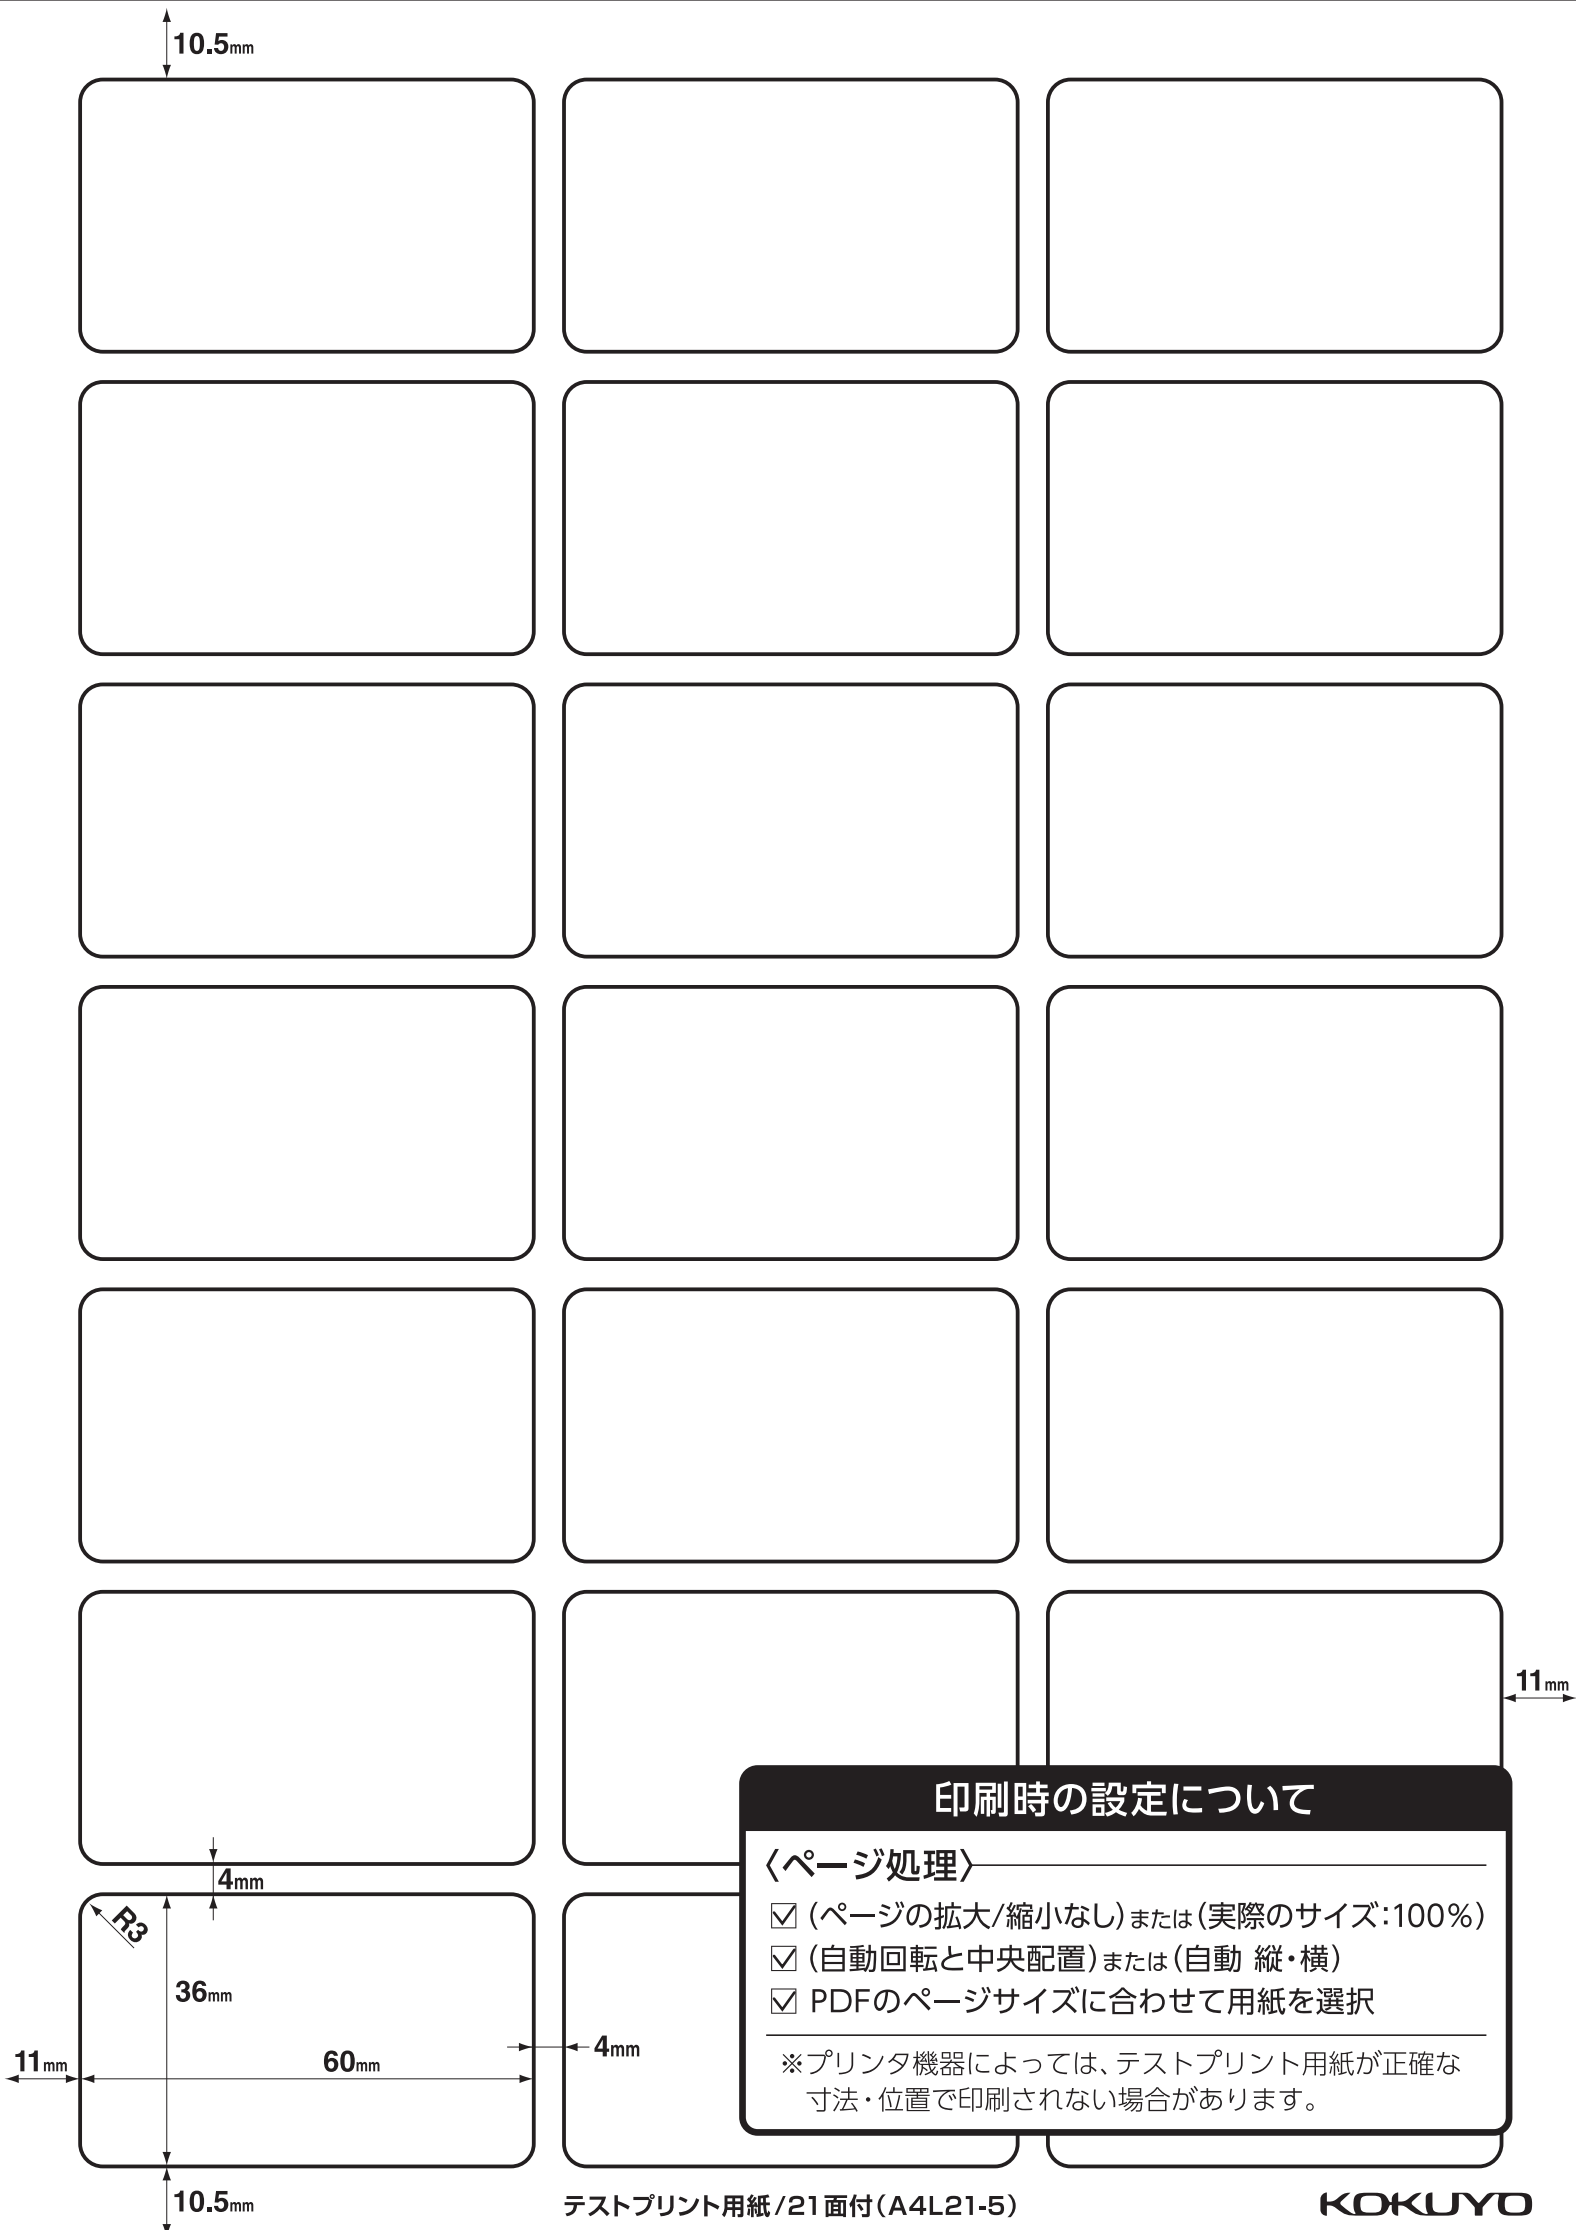 10.5mm
11mm
印刷時の設定について
〈ページ処理〉
☑（ページの拡大/縮小なし）または（実際のサイズ:100%）
☑（自動回転と中央配置）または（自動 縦・横）
☑ PDFのページサイズに合わせて用紙を選択
※プリンタ機器によっては、テストプリント用紙が正確な
寸法・位置で印刷されない場合があります。
4mm
R3
36mm
4mm
11mm
60mm
10.5mm
テストプリント用紙/21面付（A4L21-5）
KOKUYO